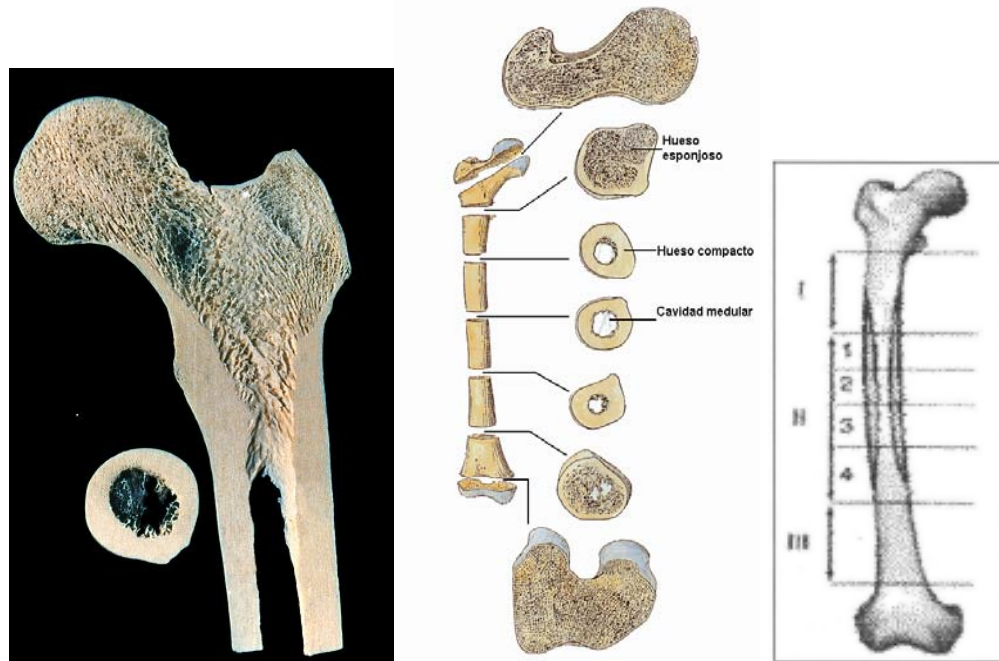 Hueso
esponjoso
Hueso compacto
Cavidad medular
I
1
2
II
3
4
III